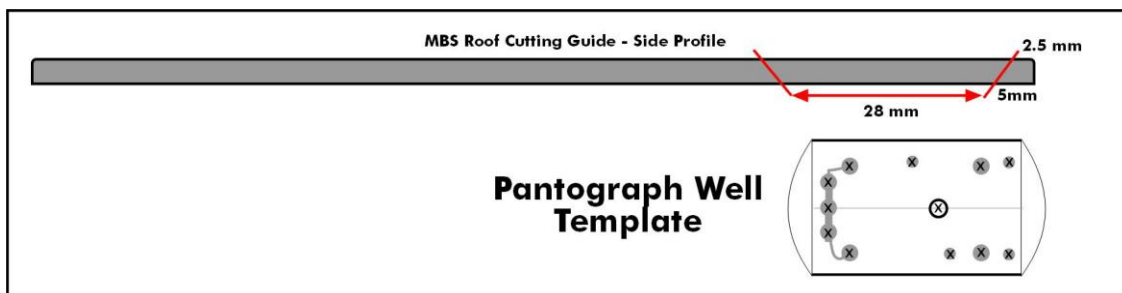 MBS Roof Cutting Guide - Side Profile
2.5 mm
5mm
28 mm
Pantograph Well
Template
X X X X
X
X X
X
X X X X